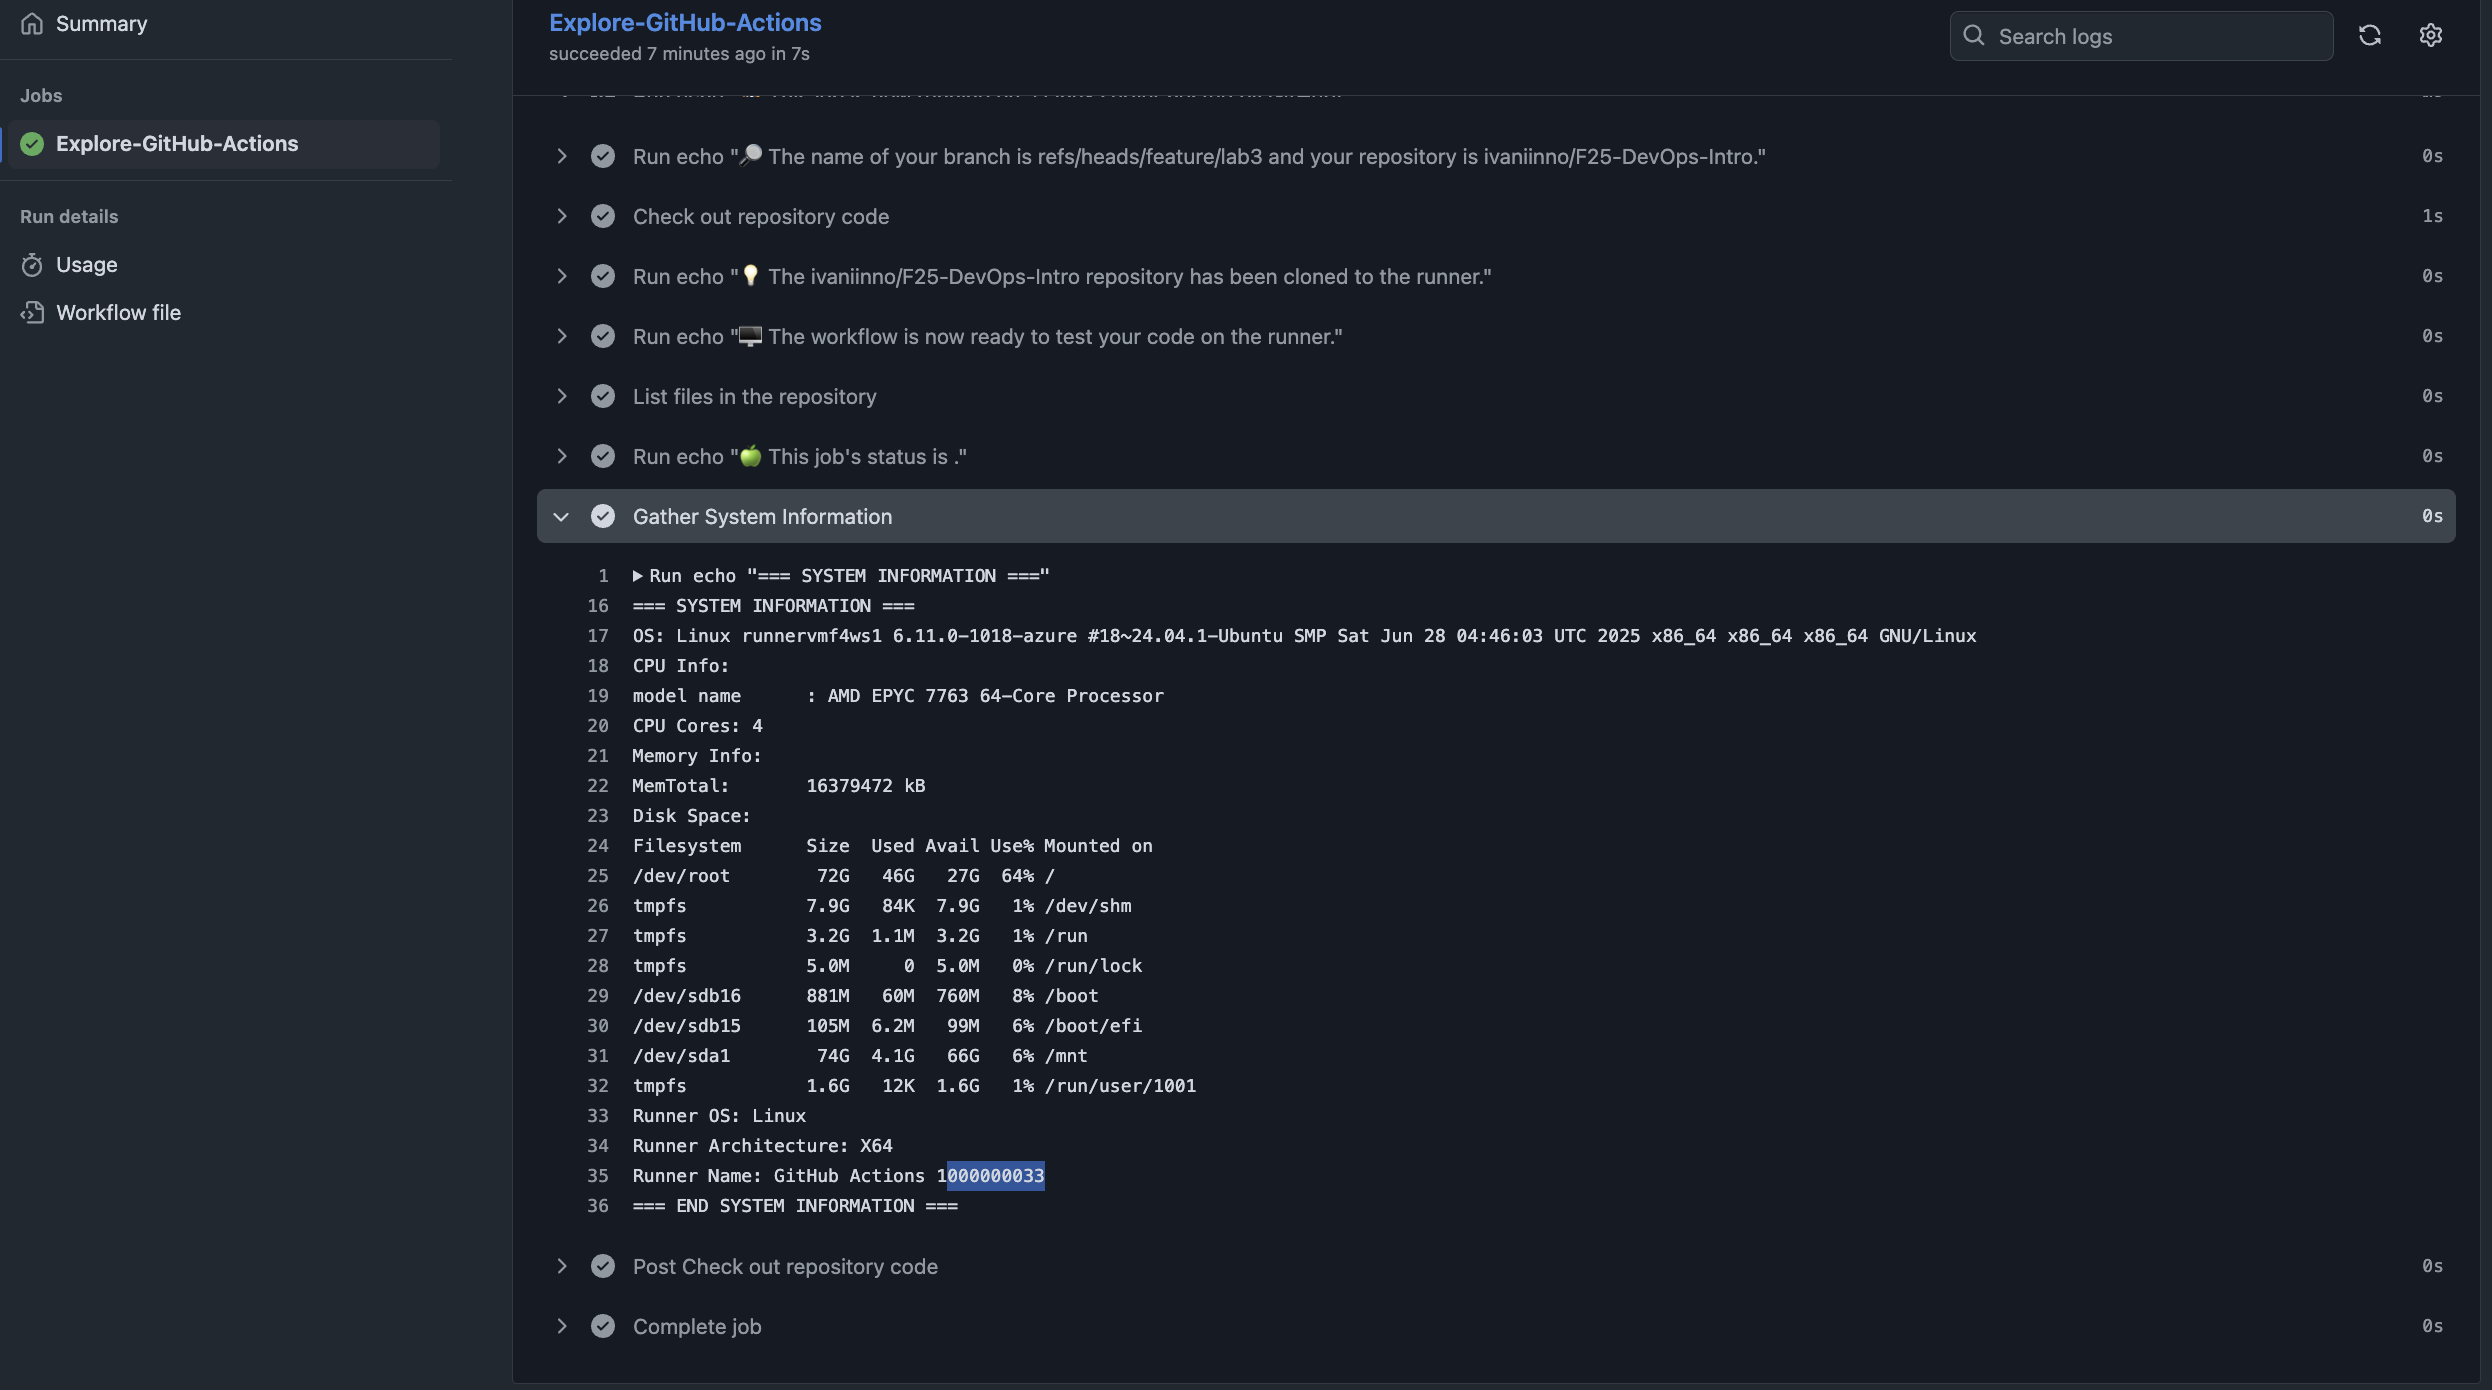 Summary
Jobs
Explore-GitHub-Actions
Run details
Usage
Workflow file
Explore-GitHub-Actions
succeeded 7 minutes ago in 7s
Search logs
Run echo "🔎 The name of your branch is refs/heads/feature/lab3 and your repository is ivaniinno/F25-DevOps-Intro." 0s
Check out repository code 1s
Run echo "💡 The ivaniinno/F25-DevOps-Intro repository has been cloned to the runner." 0s
Run echo "🖥️ The workflow is now ready to test your code on the runner." 0s
List files in the repository 0s
Run echo "🍏 This job's status is ." 0s
Gather System Information 0s
1 ▶Run echo "=== SYSTEM INFORMATION ==="
16 === SYSTEM INFORMATION ===
17 OS: Linux runnervmf4ws1 6.11.0-1018-azure #18~24.04.1-Ubuntu SMP Sat Jun 28 04:46:03 UTC 2025 x86_64 x86_64 x86_64 GNU/Linux
18 CPU Info:
19 model name : AMD EPYC 7763 64-Core Processor
20 CPU Cores: 4
21 Memory Info:
22 MemTotal: 16379472 kB
23 Disk Space:
24 Filesystem Size Used Avail Use% Mounted on
25 /dev/root 72G 46G 27G 64% /
26 tmpfs 7.9G 84K 7.9G 1% /dev/shm
27 tmpfs 3.2G 1.1M 3.2G 1% /run
28 tmpfs 5.0M 0 5.0M 0% /run/lock
29 /dev/sdb16 881M 60M 760M 8% /boot
30 /dev/sdb15 105M 6.2M 99M 6% /boot/efi
31 /dev/sda1 74G 4.1G 66G 6% /mnt
32 tmpfs 1.6G 12K 1.6G 1% /run/user/1001
33 Runner OS: Linux
34 Runner Architecture: X64
35 Runner Name: GitHub Actions 1000000033
36 === END SYSTEM INFORMATION ===
Post Check out repository code 0s
Complete job 0s